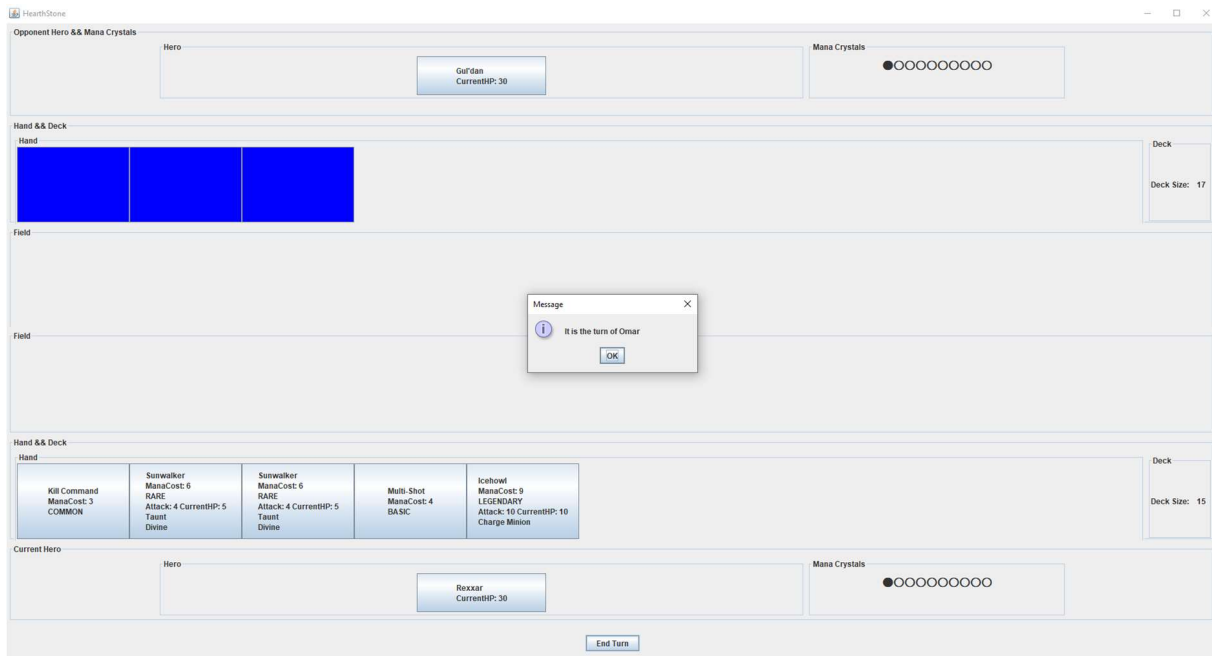 HearthStone
Opponent Hero && Mana Crystals
Hero
Mana Crystals
Gul'dan
CurrentHP: 30
Hand && Deck
Hand
Deck
Deck Size: 17
Field
Message
It is the turn of Omar
OK
Field
Hand && Deck
Hand
Deck
Kill Command
ManaCost: 3
COMMON
Sunwalker
ManaCost: 6
RARE
Attack: 4 CurrentHP: 5
Taunt
Divine
Sunwalker
ManaCost: 6
RARE
Attack: 4 CurrentHP: 5
Taunt
Divine
Multi-Shot
ManaCost: 4
BASIC
Icehowl
ManaCost: 9
LEGENDARY
Attack: 10 CurrentHP: 10
Charge Minion
Deck Size: 15
Current Hero
Hero
Mana Crystals
Rexxar
CurrentHP: 30
End Turn